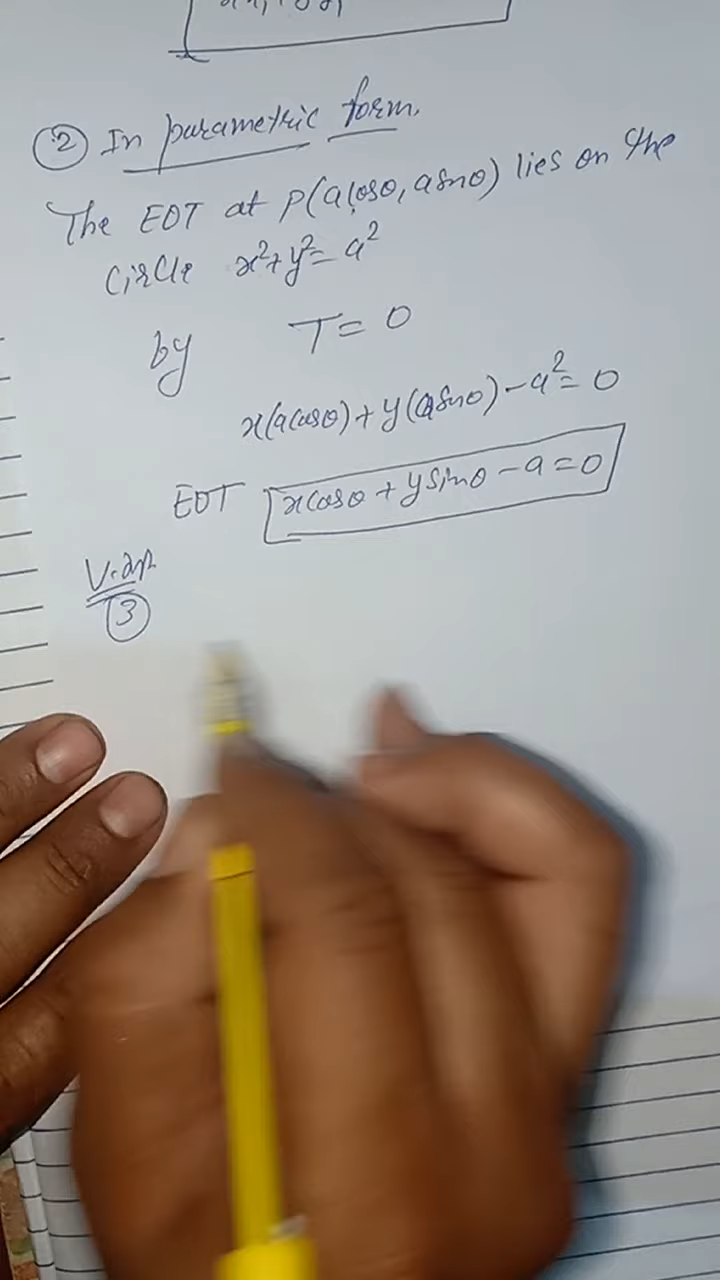 ② In parametric form.
The EOT at P(acosθ, asinθ) lies on the
circle x²+y²= a²
by T = 0
x(acosθ)+y(asinθ)-a²=0
EOT xcosθ + ysinθ - a = 0
V.Imp
③